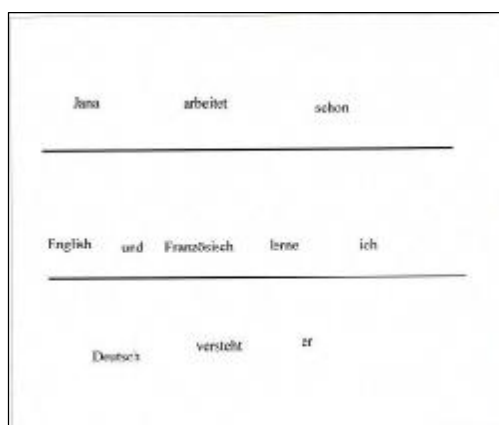 Jana arbeitet schon
English und Französisch lerne ich
Deutsch versteht er